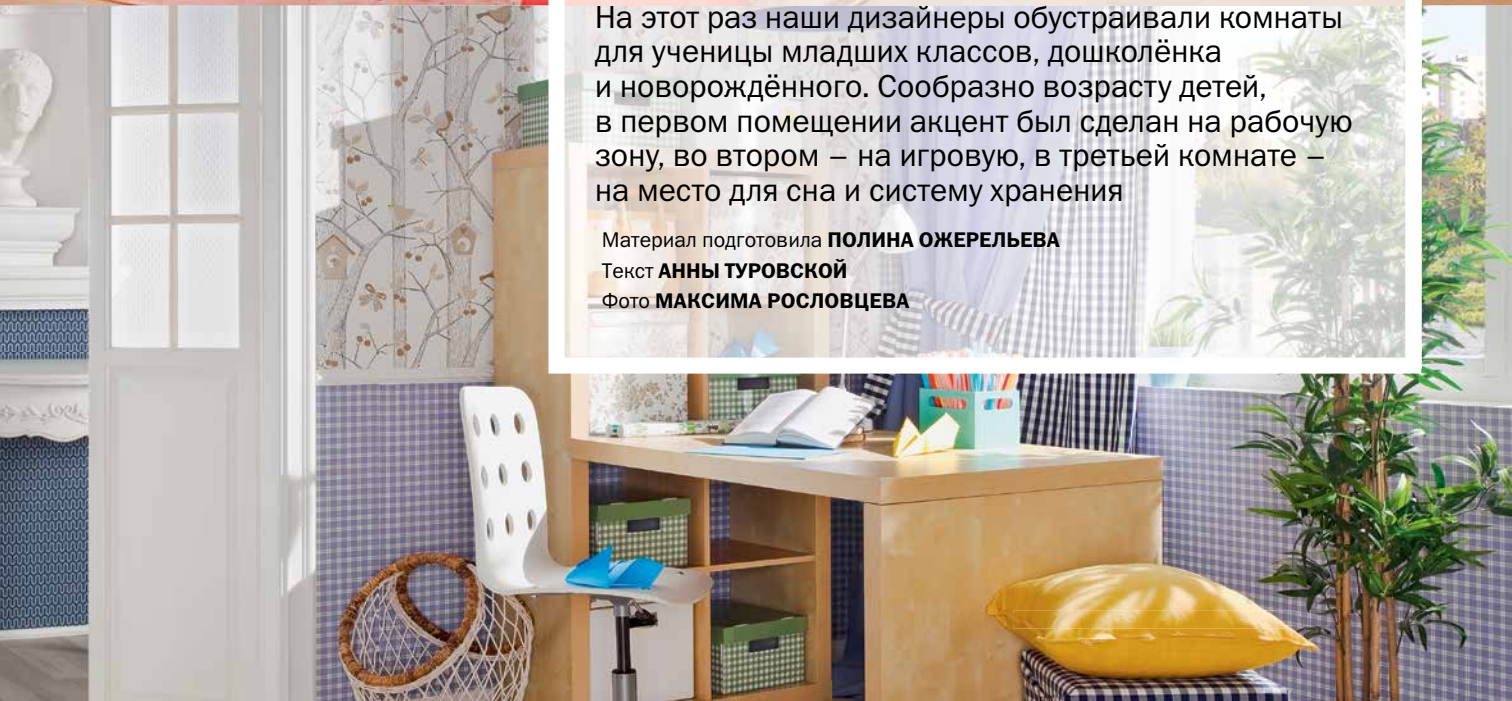 На этот раз наши дизайнеры обустраивали комнаты
для ученицы младших классов, дошколёнка
и новорождённого. Сообразно возрасту детей,
в первом помещении акцент был сделан на рабочую
зону, во втором – на игровую, в третьей комнате –
на место для сна и систему хранения
Материал подготовила ПОЛИНА ОЖЕРЕЛЬЕВА
Текст АННЫ ТУРОВСКОЙ
Фото МАКСИМА РОСЛОВЦЕВА